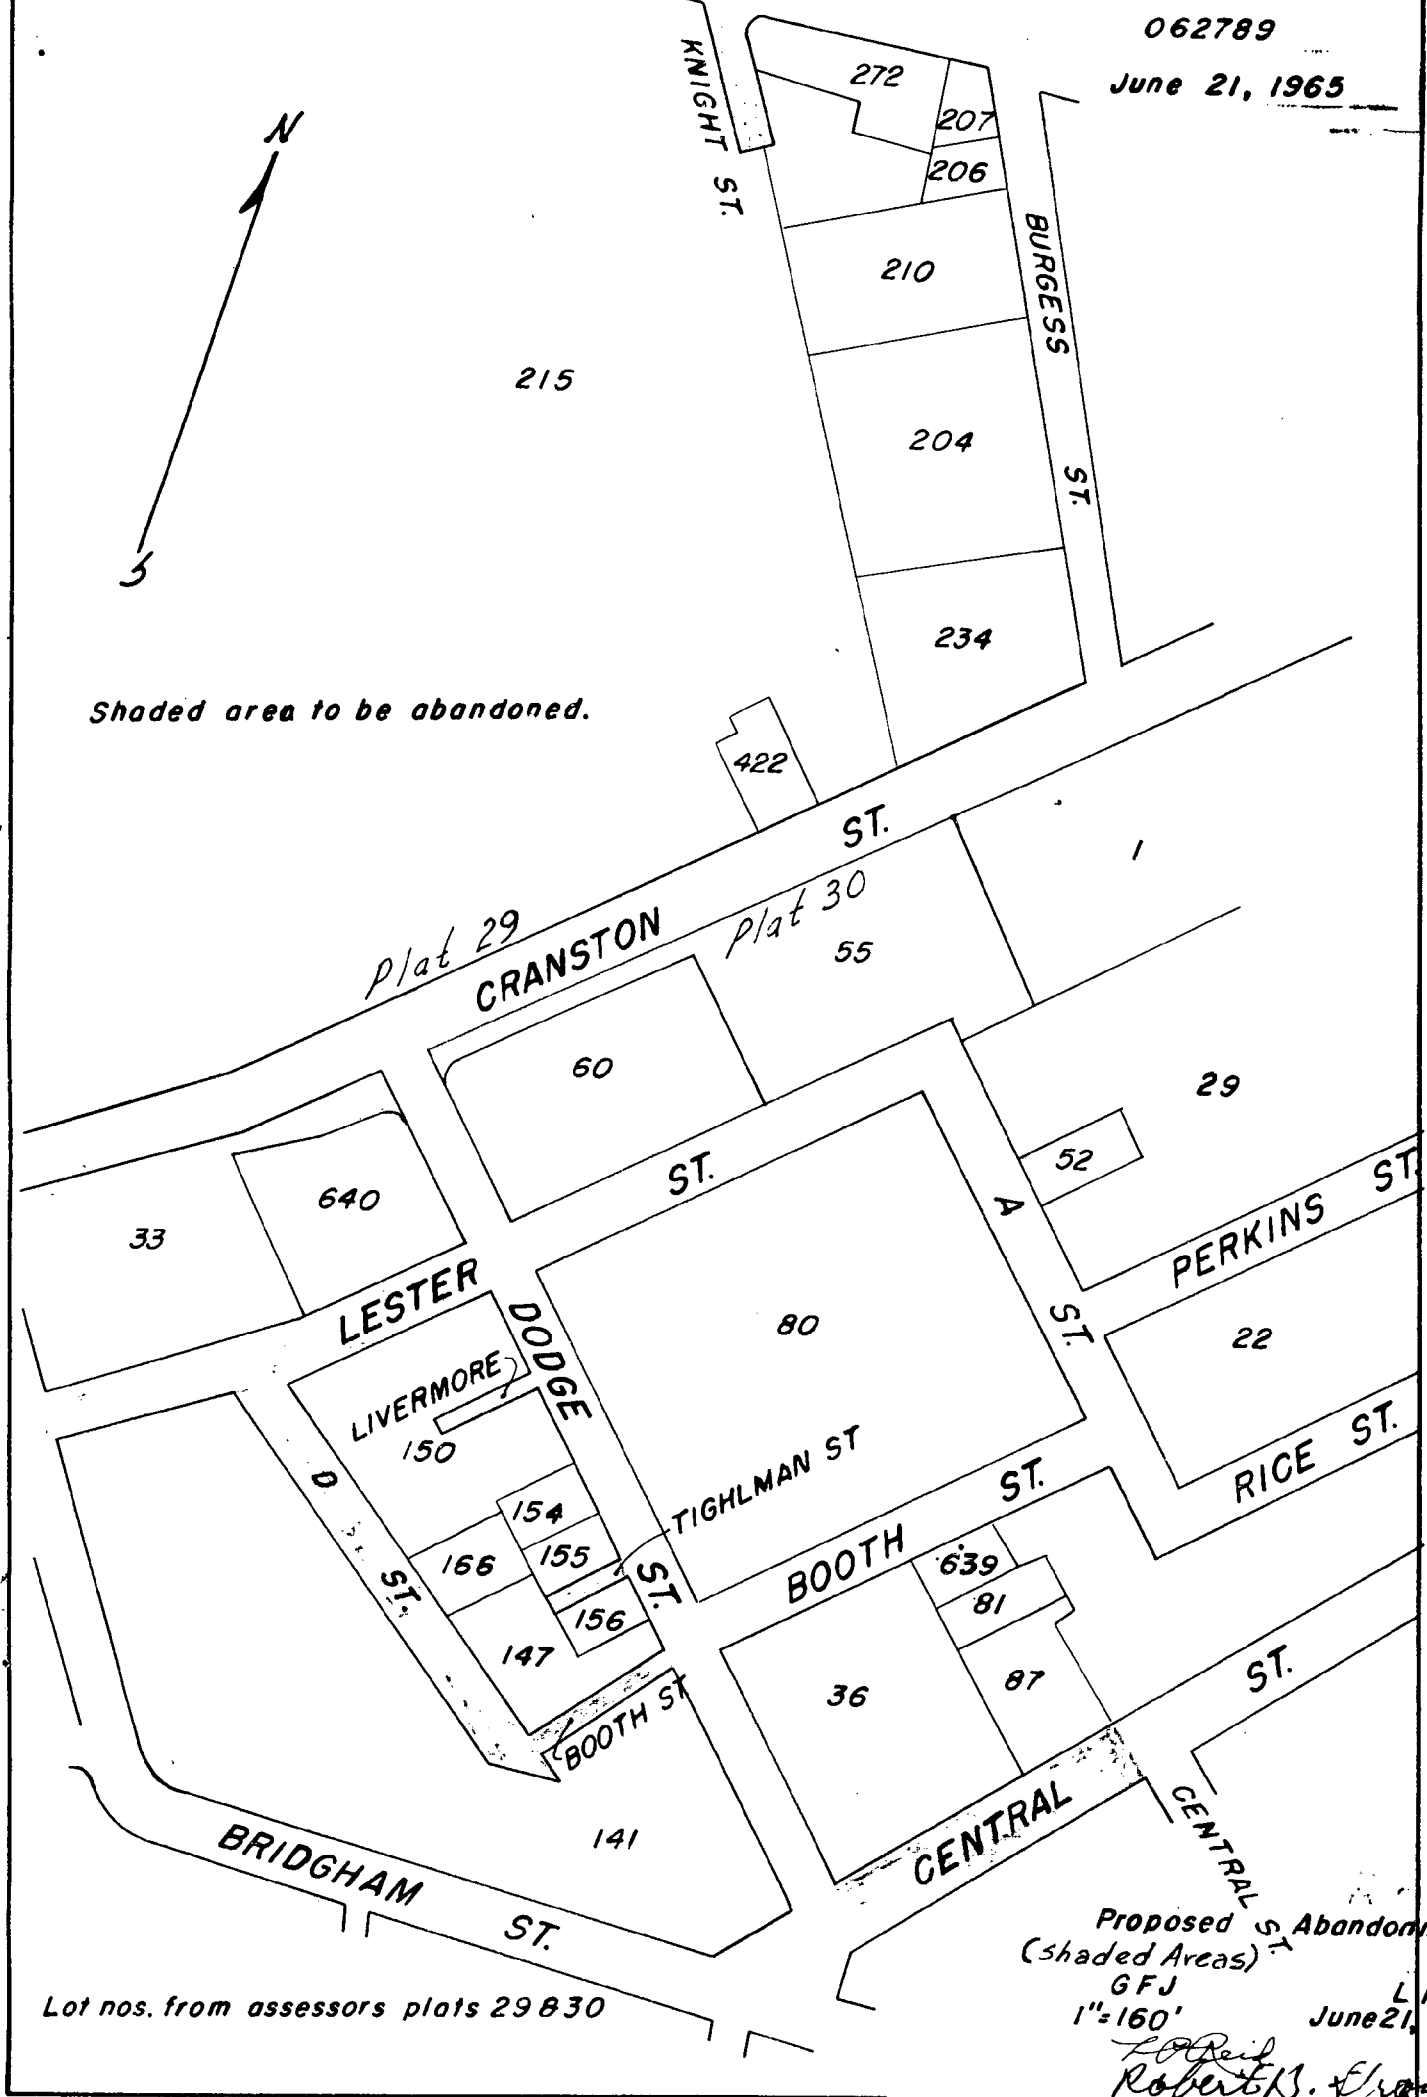 062789
June 21, 1965
N
KNIGHT ST.
272
207
206
BURGESS ST.
210
215
204
S
234
Shaded area to be abandoned.
422
CRANSTON ST.
1
Plat 29
Plat 30
55
60
29
52
640
33
LESTER ST.
A ST.
PERKINS ST.
DODGE ST.
80
22
LIVERMORE
150
D ST.
TIGHLMAN ST
RICE ST.
BOOTH ST.
154
166
155
639
81
156
147
87
36
BOOTH ST
CENTRAL ST.
CENTRAL ST.
141
BRIDGHAM ST.
Proposed Abandon
(shaded Areas)
GFJ
1"=160'
June 21,
Lot nos. from assessors plats 29 & 30
Robert